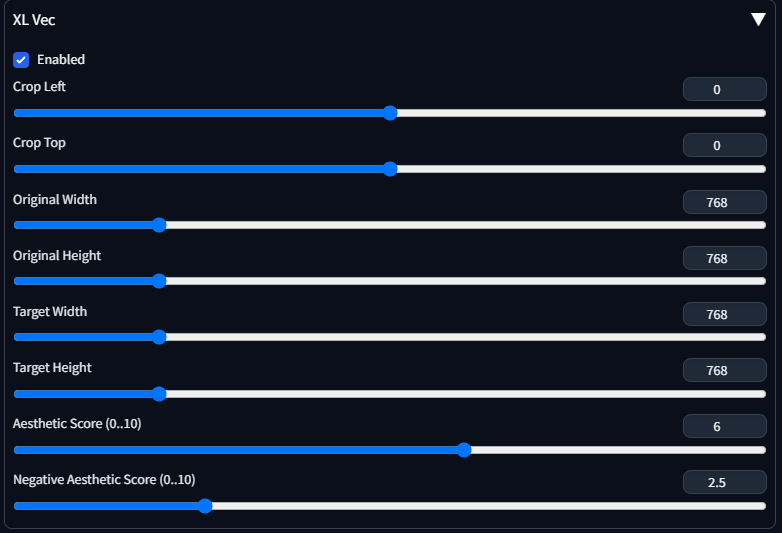 XL Vec
Enabled
Crop Left
0
Crop Top
0
Original Width
768
Original Height
768
Target Width
768
Target Height
768
Aesthetic Score (0..10)
6
Negative Aesthetic Score (0..10)
2.5